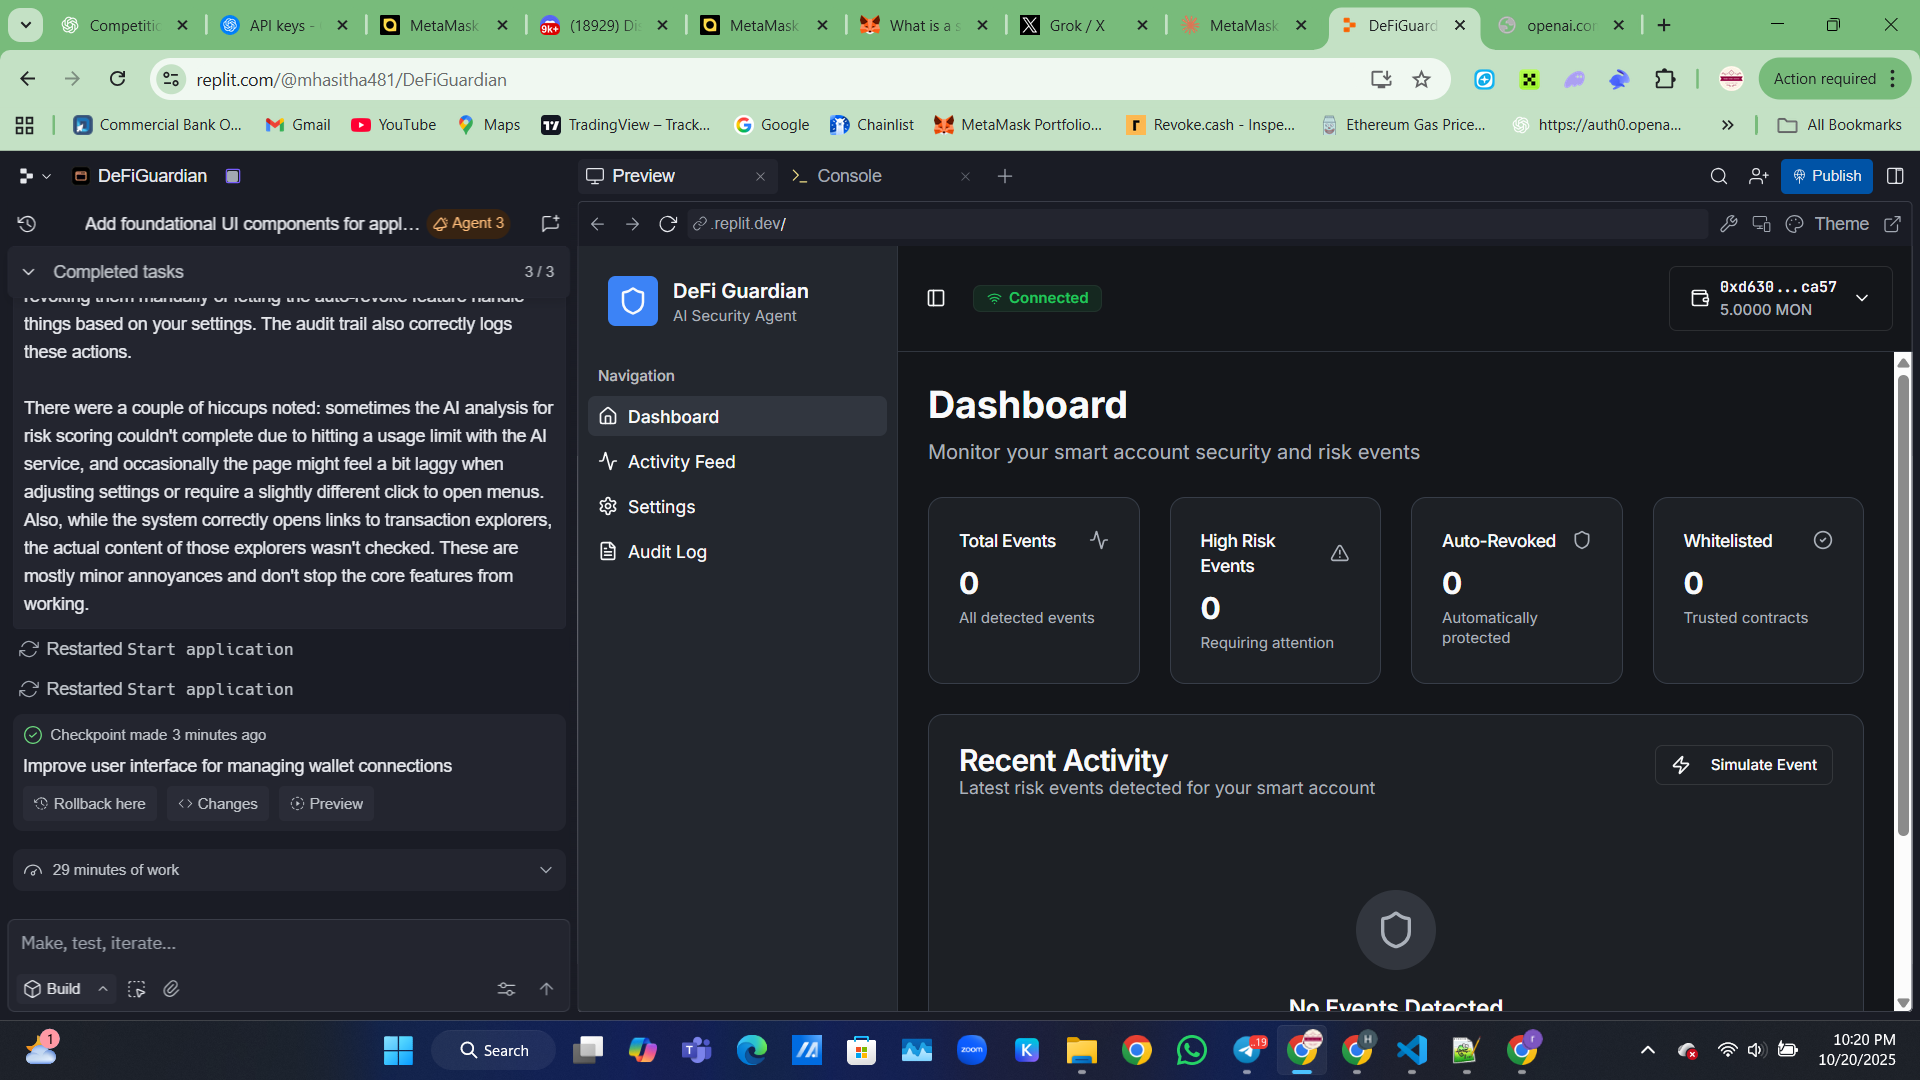 Competitic
API keys -
MetaMask
(18929) Di
MetaMask
What is a s
Grok / X
MetaMask
DeFiGuard
openai.cor
replit.com/@mhasitha481/DeFiGuardian
Action required
Commercial Bank O...
Gmail
YouTube
Maps
TradingView – Track...
Google
Chainlist
MetaMask Portfolio...
Revoke.cash - Inspe...
Ethereum Gas Price...
https://auth0.opena...
All Bookmarks
DeFiGuardian
Preview
Console
Publish
Add foundational UI components for appl...
Agent 3
.replit.dev/
Theme
Completed tasks
3 / 3
revoking them manually or letting the auto-revoke feature handle
things based on your settings. The audit trail also correctly logs
these actions.
There were a couple of hiccups noted: sometimes the AI analysis for
risk scoring couldn't complete due to hitting a usage limit with the AI
service, and occasionally the page might feel a bit laggy when
adjusting settings or require a slightly different click to open menus.
Also, while the system correctly opens links to transaction explorers,
the actual content of those explorers wasn't checked. These are
mostly minor annoyances and don't stop the core features from
working.
Restarted Start application
Restarted Start application
Checkpoint made 3 minutes ago
Improve user interface for managing wallet connections
Rollback here
Changes
Preview
29 minutes of work
Make, test, iterate...
Build
DeFi Guardian
AI Security Agent
Navigation
Dashboard
Activity Feed
Settings
Audit Log
Connected
0xd630...ca57
5.0000 MON
Dashboard
Monitor your smart account security and risk events
Total Events
0
All detected events
High Risk
Events
0
Requiring attention
Auto-Revoked
0
Automatically
protected
Whitelisted
0
Trusted contracts
Recent Activity
Latest risk events detected for your smart account
Simulate Event
No Events Detected
1
Search
zoom
K
19
H
r
10:20 PM
10/20/2025